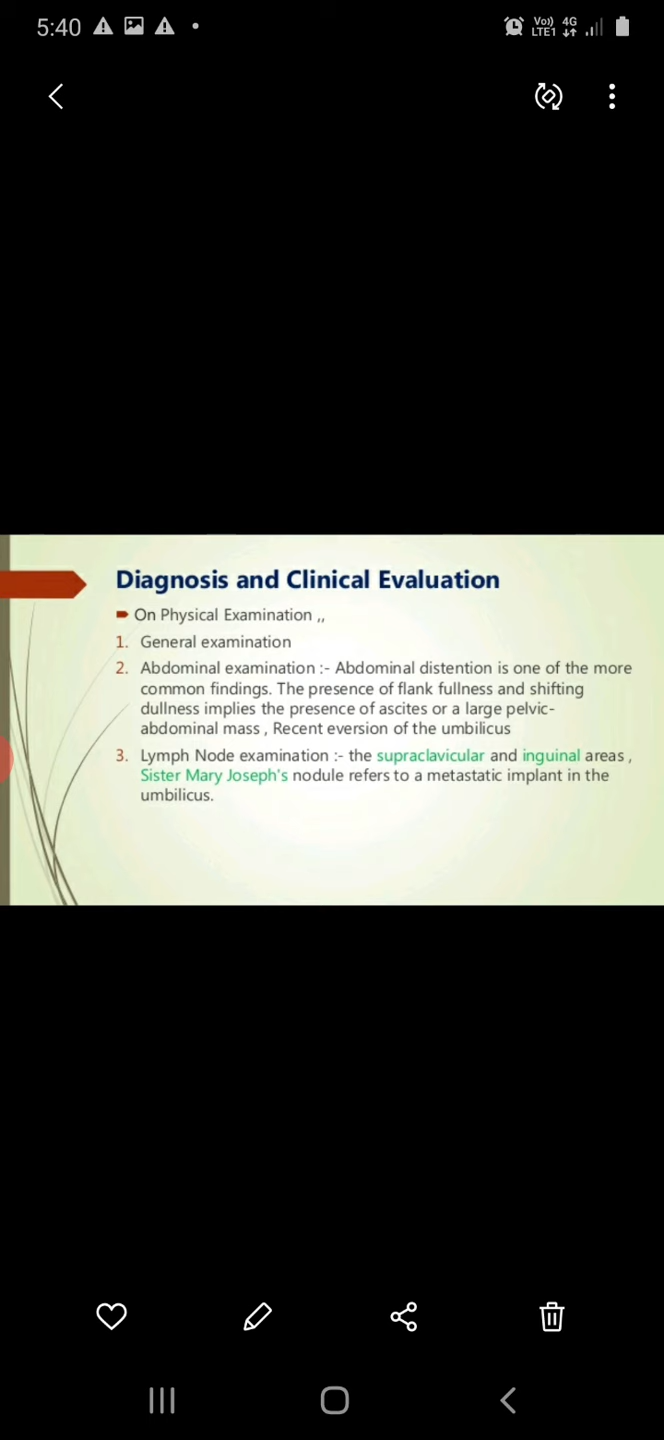 5:40
Vo)) 4G
LTE1
Diagnosis and Clinical Evaluation
On Physical Examination ,,
1. General examination
2. Abdominal examination :- Abdominal distention is one of the more
common findings. The presence of flank fullness and shifting
dullness implies the presence of ascites or a large pelvic-
abdominal mass , Recent eversion of the umbilicus
3. Lymph Node examination :- the supraclavicular and inguinal areas ,
Sister Mary Joseph's nodule refers to a metastatic implant in the
umbilicus.